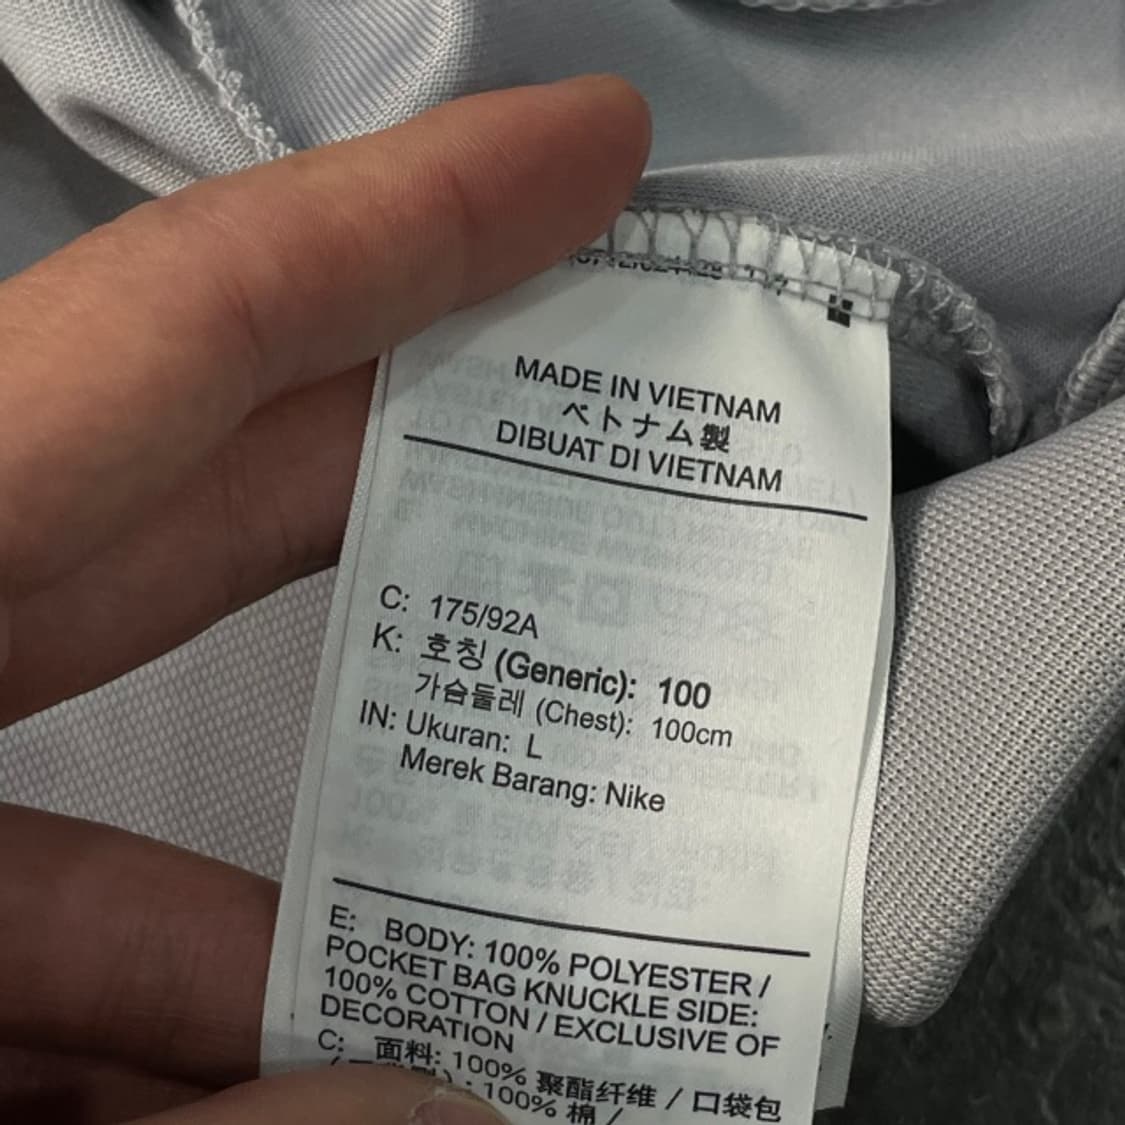 MADE IN VIETNAM
ベトナム製
DIBUAT DI VIETNAM
C: 175/92A
K: 호칭 (Generic): 100
가슴둘레 (Chest): 100cm
IN: Ukuran: L
Merek Barang: Nike
E: BODY: 100% POLYESTER /
POCKET BAG KNUCKLE SIDE:
100% COTTON / EXCLUSIVE OF
DECORATION
C: 面料: 100% 聚酯纤维 / 口袋包
: 100% 棉 /